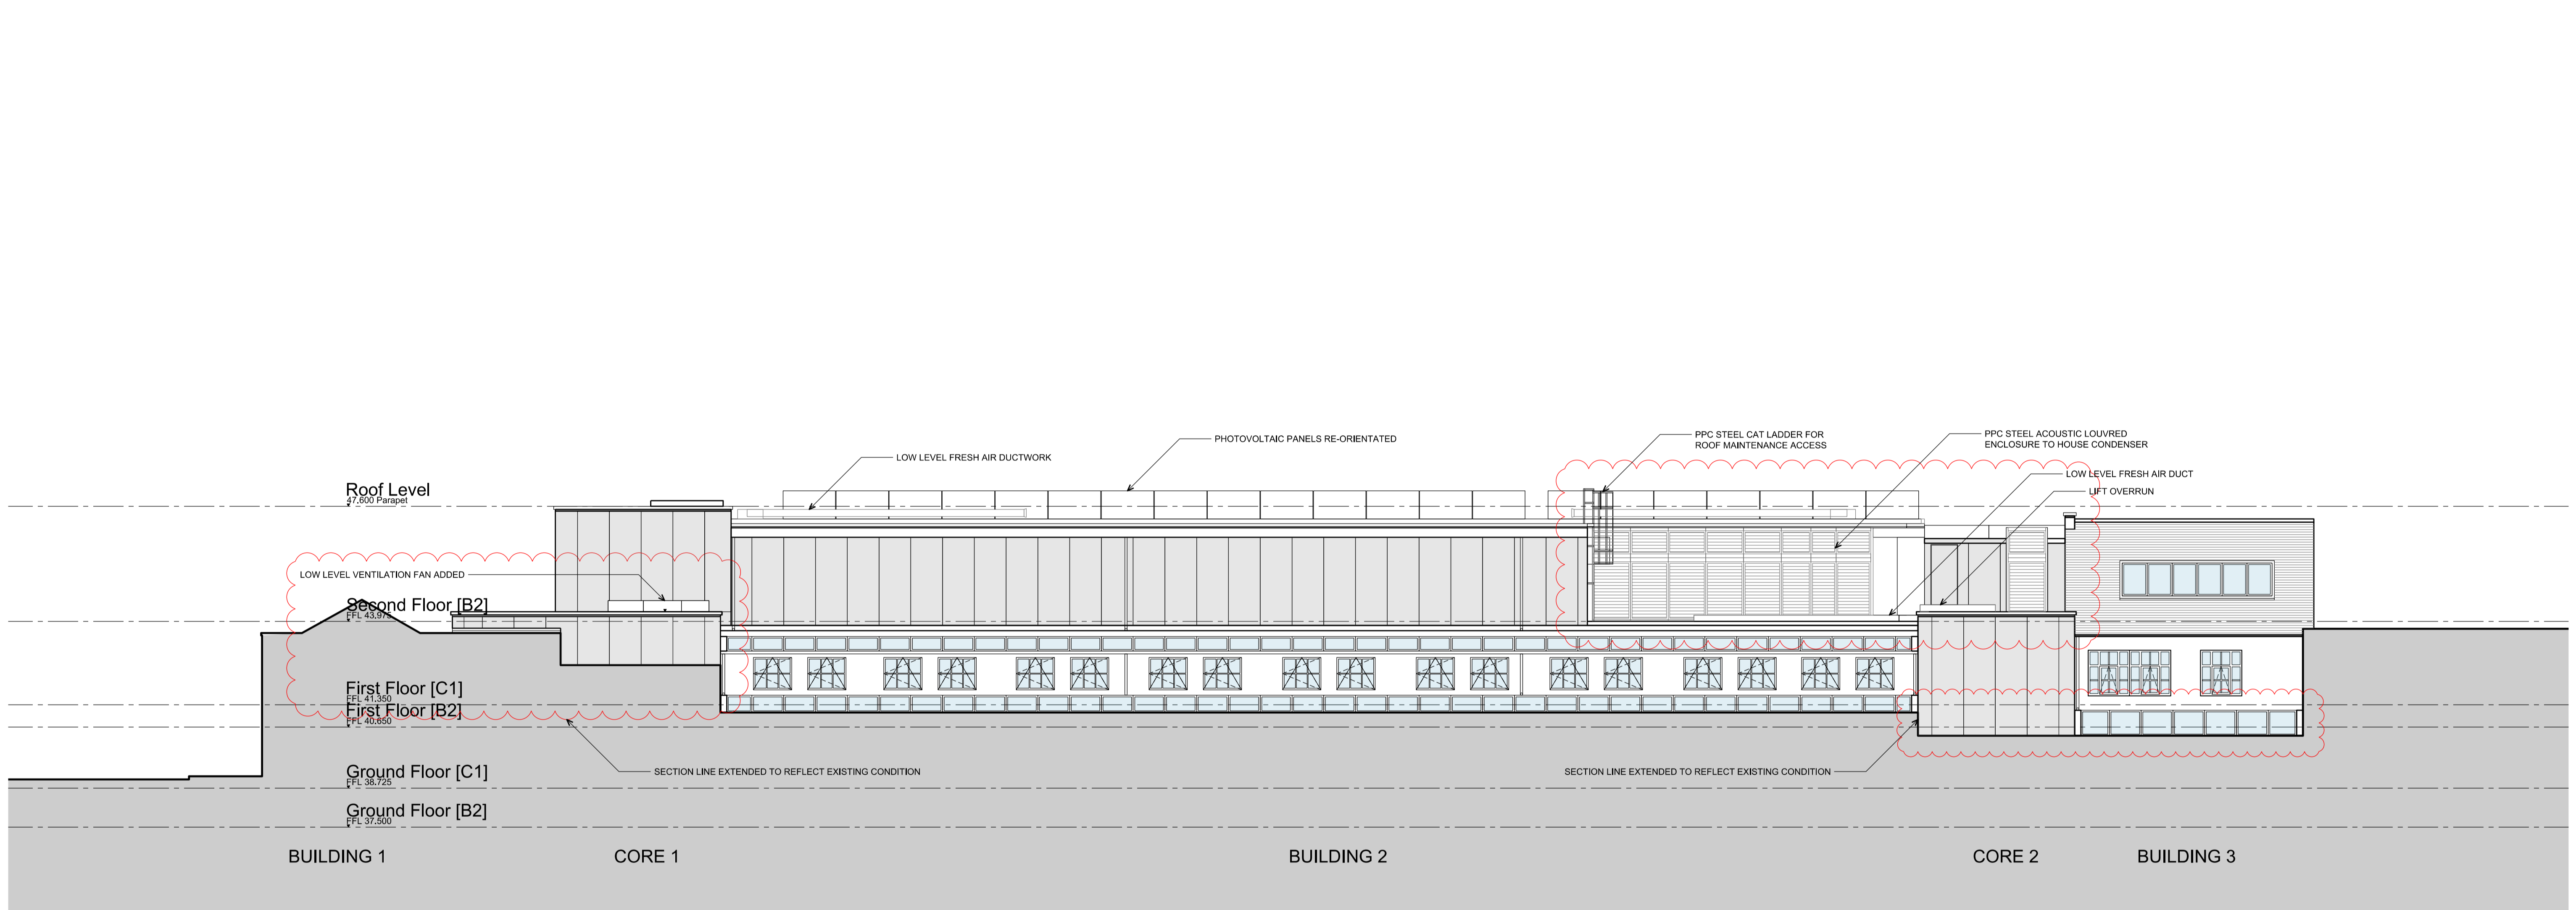 PHOTOVOLTAIC PANELS RE-ORIENTATED
PPC STEEL CAT LADDER FOR
ROOF MAINTENANCE ACCESS
PPC STEEL ACOUSTIC LOUVRED
ENCLOSURE TO HOUSE CONDENSER
LOW LEVEL FRESH AIR DUCTWORK
LOW LEVEL FRESH AIR DUCT
LIFT OVERRUN
Roof Level
47,600 Parapet
LOW LEVEL VENTILATION FAN ADDED
Second Floor [B2]
FFL 43.975
First Floor [C1]
FFL 41.350
First Floor [B2]
FFL 40.650
Ground Floor [C1]
FFL 38.725
SECTION LINE EXTENDED TO REFLECT EXISTING CONDITION
SECTION LINE EXTENDED TO REFLECT EXISTING CONDITION
Ground Floor [B2]
FFL 37.500
BUILDING 1
CORE 1
BUILDING 2
CORE 2
BUILDING 3